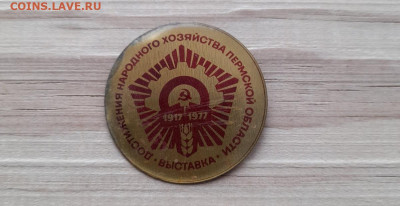 COINS.LAVE.RU
ДОСТИЖЕНИЯ НАРОДНОГО ХОЗЯЙСТВА ПЕРМСКОЙ ОБЛАСТИ
1917 1977
• ВЫСТАВКА •